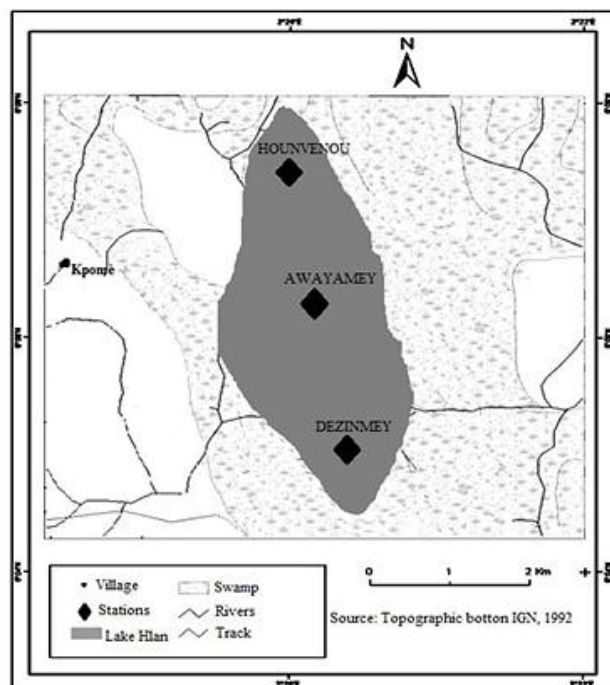 N
HOUNVENOU
Kpomè
AWAYAMEY
DEZINMEY
Village
Stations
Lake Hlan
Swamp
Rivers
Track
0 1 2 Km
Source: Topographic botton IGN, 1992